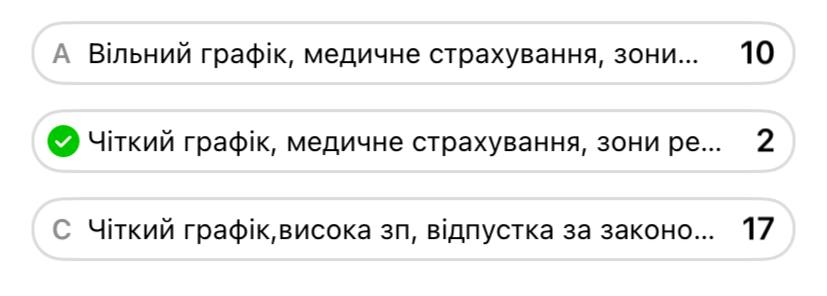 A Вільний графік, медичне страхування, зони... 10
Чіткий графік, медичне страхування, зони ре... 2
C Чіткий графік,висока зп, відпустка за законо... 17